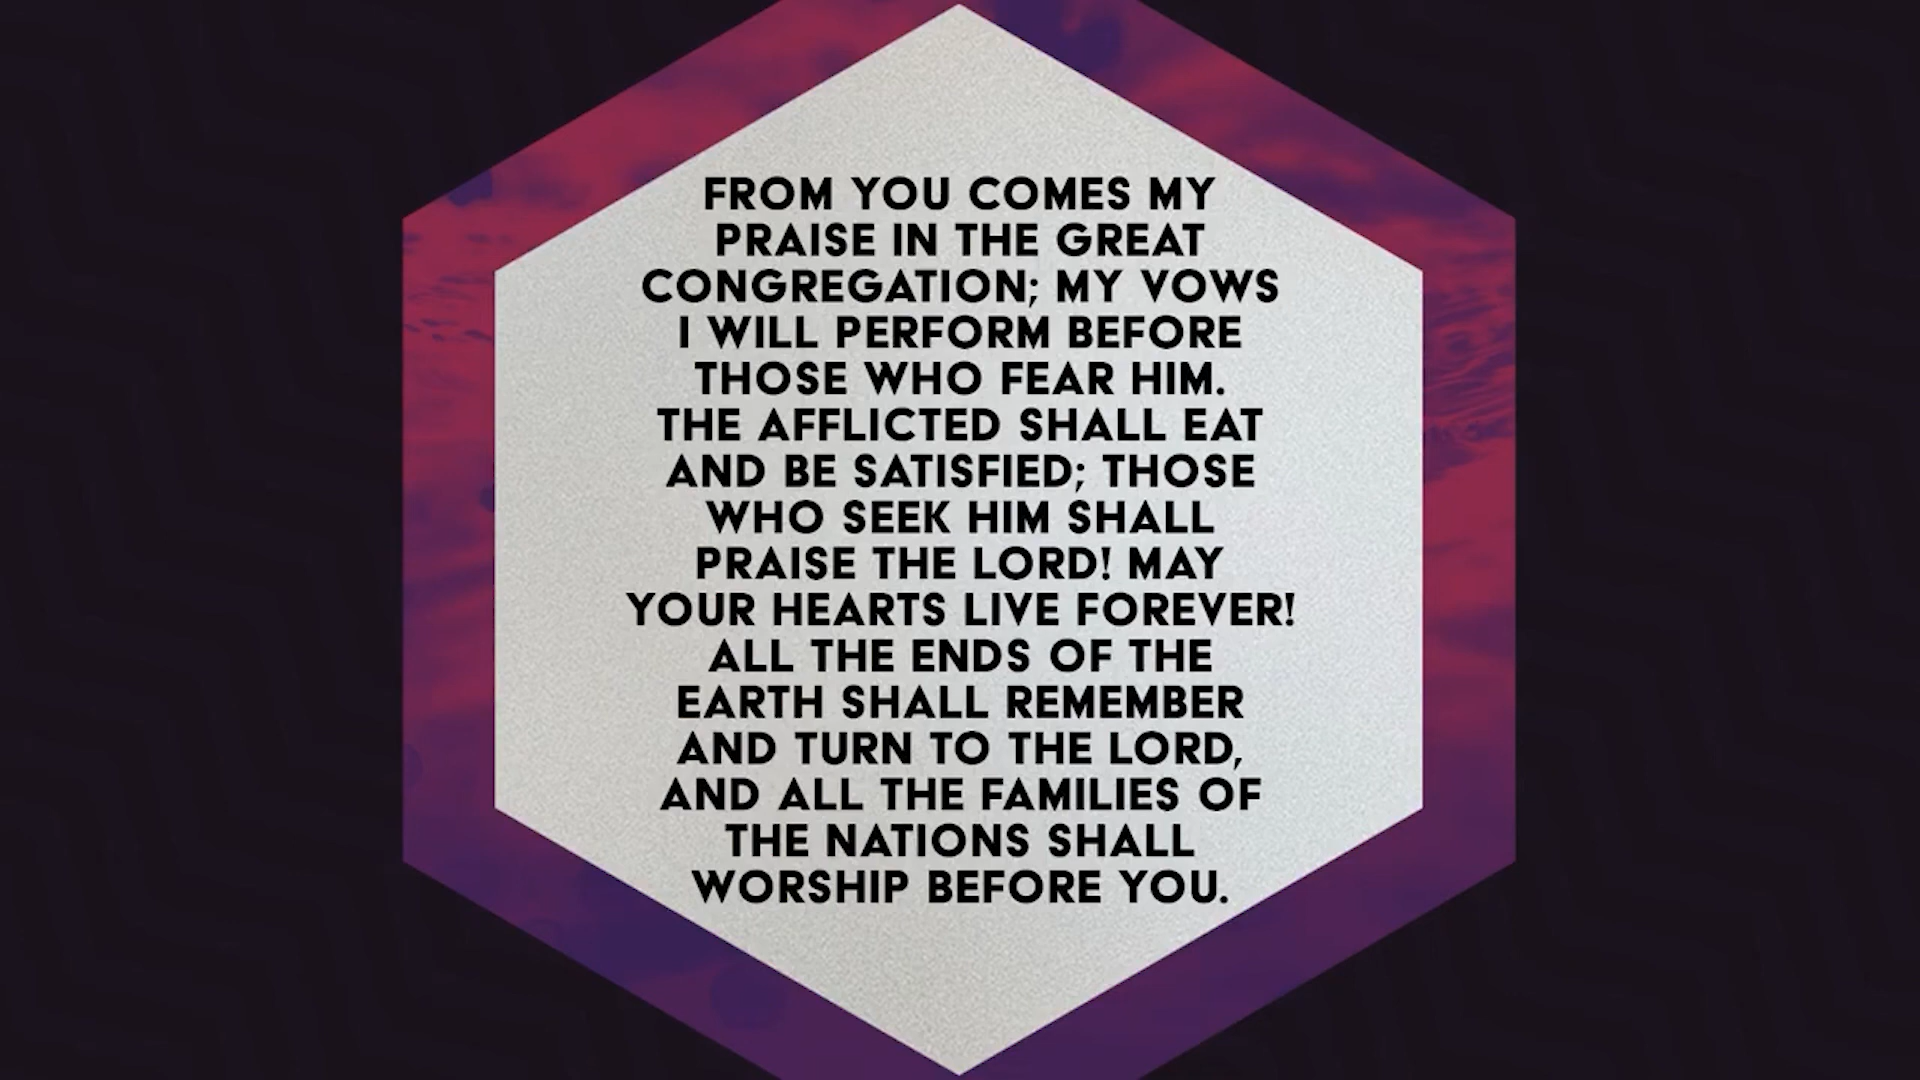 FROM YOU COMES MY
PRAISE IN THE GREAT
CONGREGATION; MY VOWS
I WILL PERFORM BEFORE
THOSE WHO FEAR HIM.
THE AFFLICTED SHALL EAT
AND BE SATISFIED; THOSE
WHO SEEK HIM SHALL
PRAISE THE LORD! MAY
YOUR HEARTS LIVE FOREVER!
ALL THE ENDS OF THE
EARTH SHALL REMEMBER
AND TURN TO THE LORD,
AND ALL THE FAMILIES OF
THE NATIONS SHALL
WORSHIP BEFORE YOU.